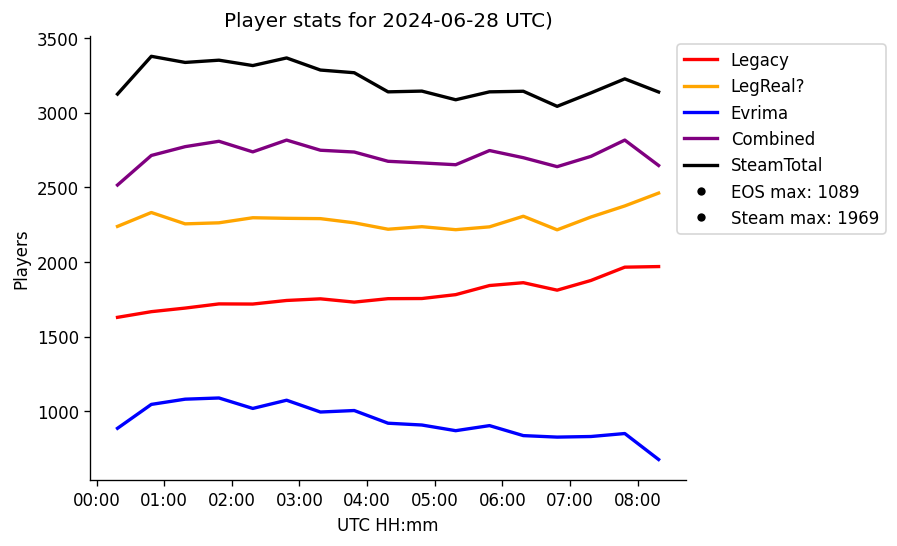 Player stats for 2024-06-28 UTC)
3500
3000
2500
2000
1500
1000
Players
00:00 01:00 02:00 03:00 04:00 05:00 06:00 07:00 08:00
UTC HH:mm
Legacy
LegReal?
Evrima
Combined
SteamTotal
EOS max: 1089
Steam max: 1969